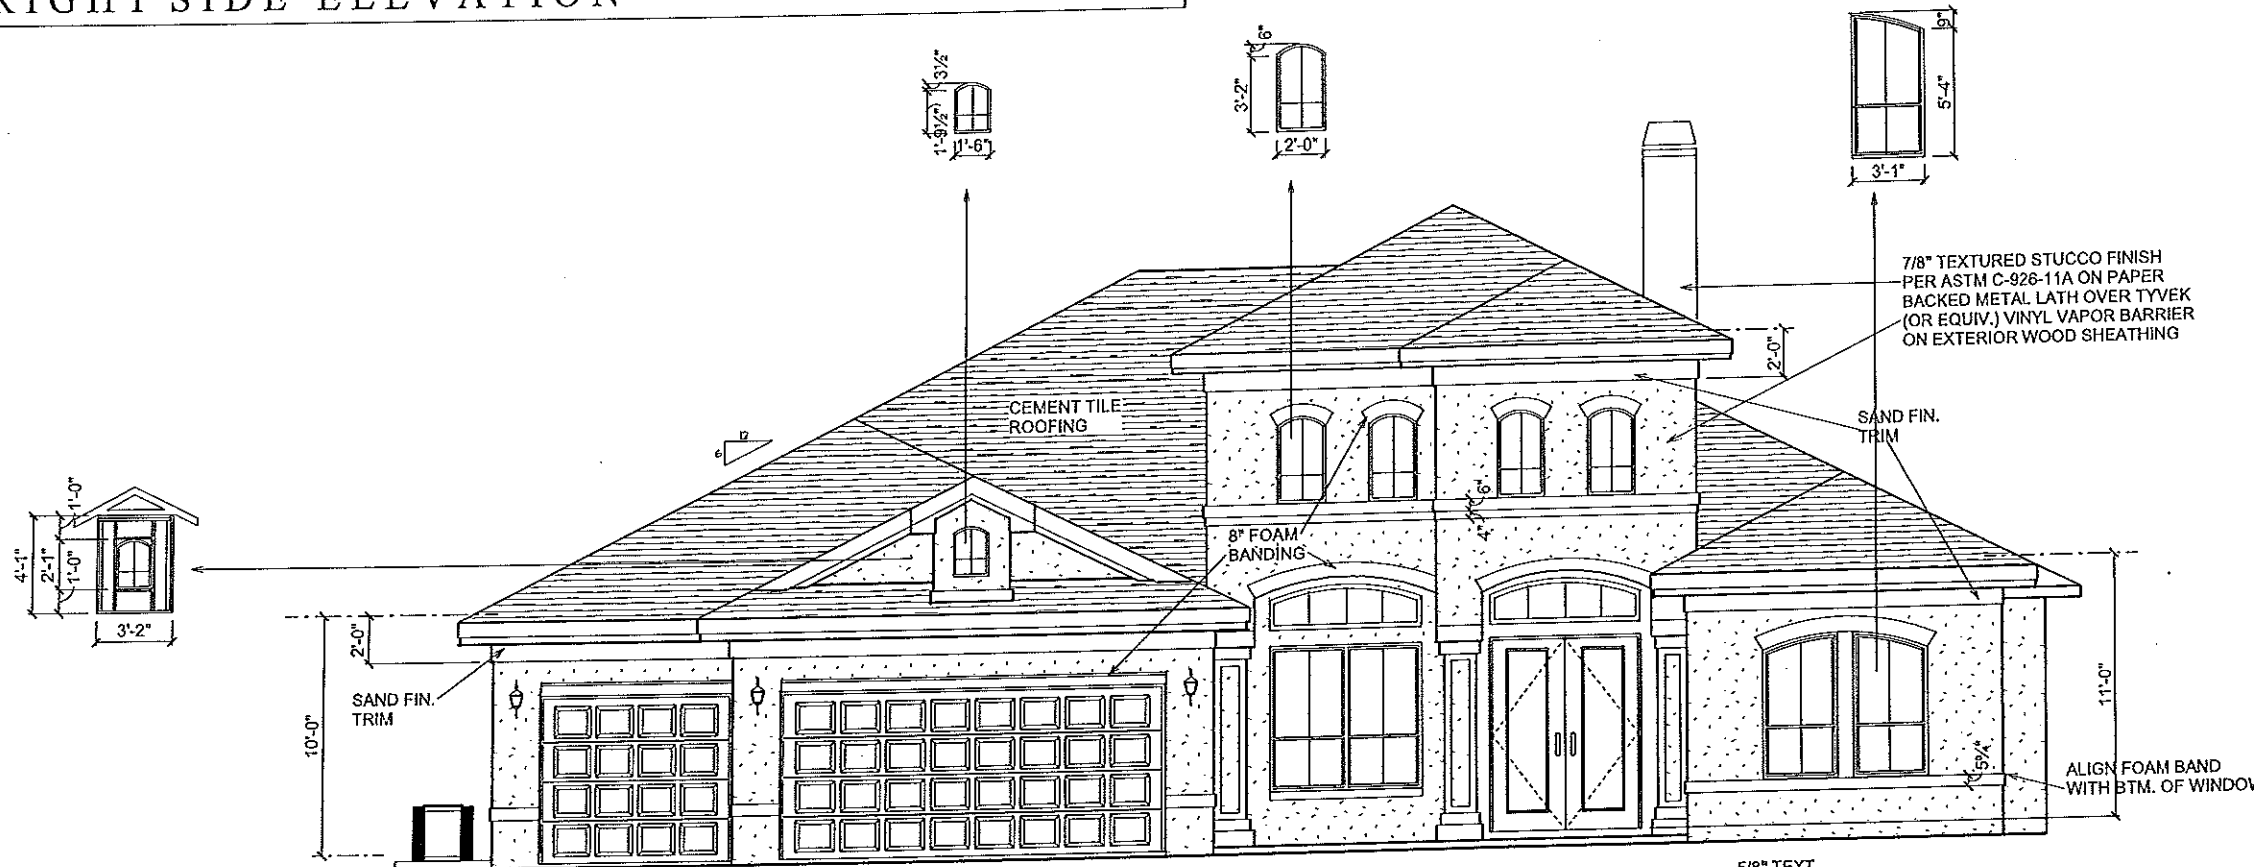 RIGHT SIDE ELEVATION
3½"
1'-9½"
1'-6"
6"
3'-2"
2'-0"
9"
5'-4"
3'-1"
7/8" TEXTURED STUCCO FINISH
PER ASTM C-926-11A ON PAPER
BACKED METAL LATH OVER TYVEK
(OR EQUIV.) VINYL VAPOR BARRIER
ON EXTERIOR WOOD SHEATHING
2'-0"
CEMENT TILE
ROOFING
SAND FIN.
TRIM
12
6
1'-0"
4'-1"
2'-1"
1'-0"
3'-2"
6"
4"
8" FOAM
BANDING
2'-0"
10'-0"
SAND FIN.
TRIM
11'-0"
5¾"
ALIGN FOAM BAND
WITH BTM. OF WINDOW
5/8" TEXT